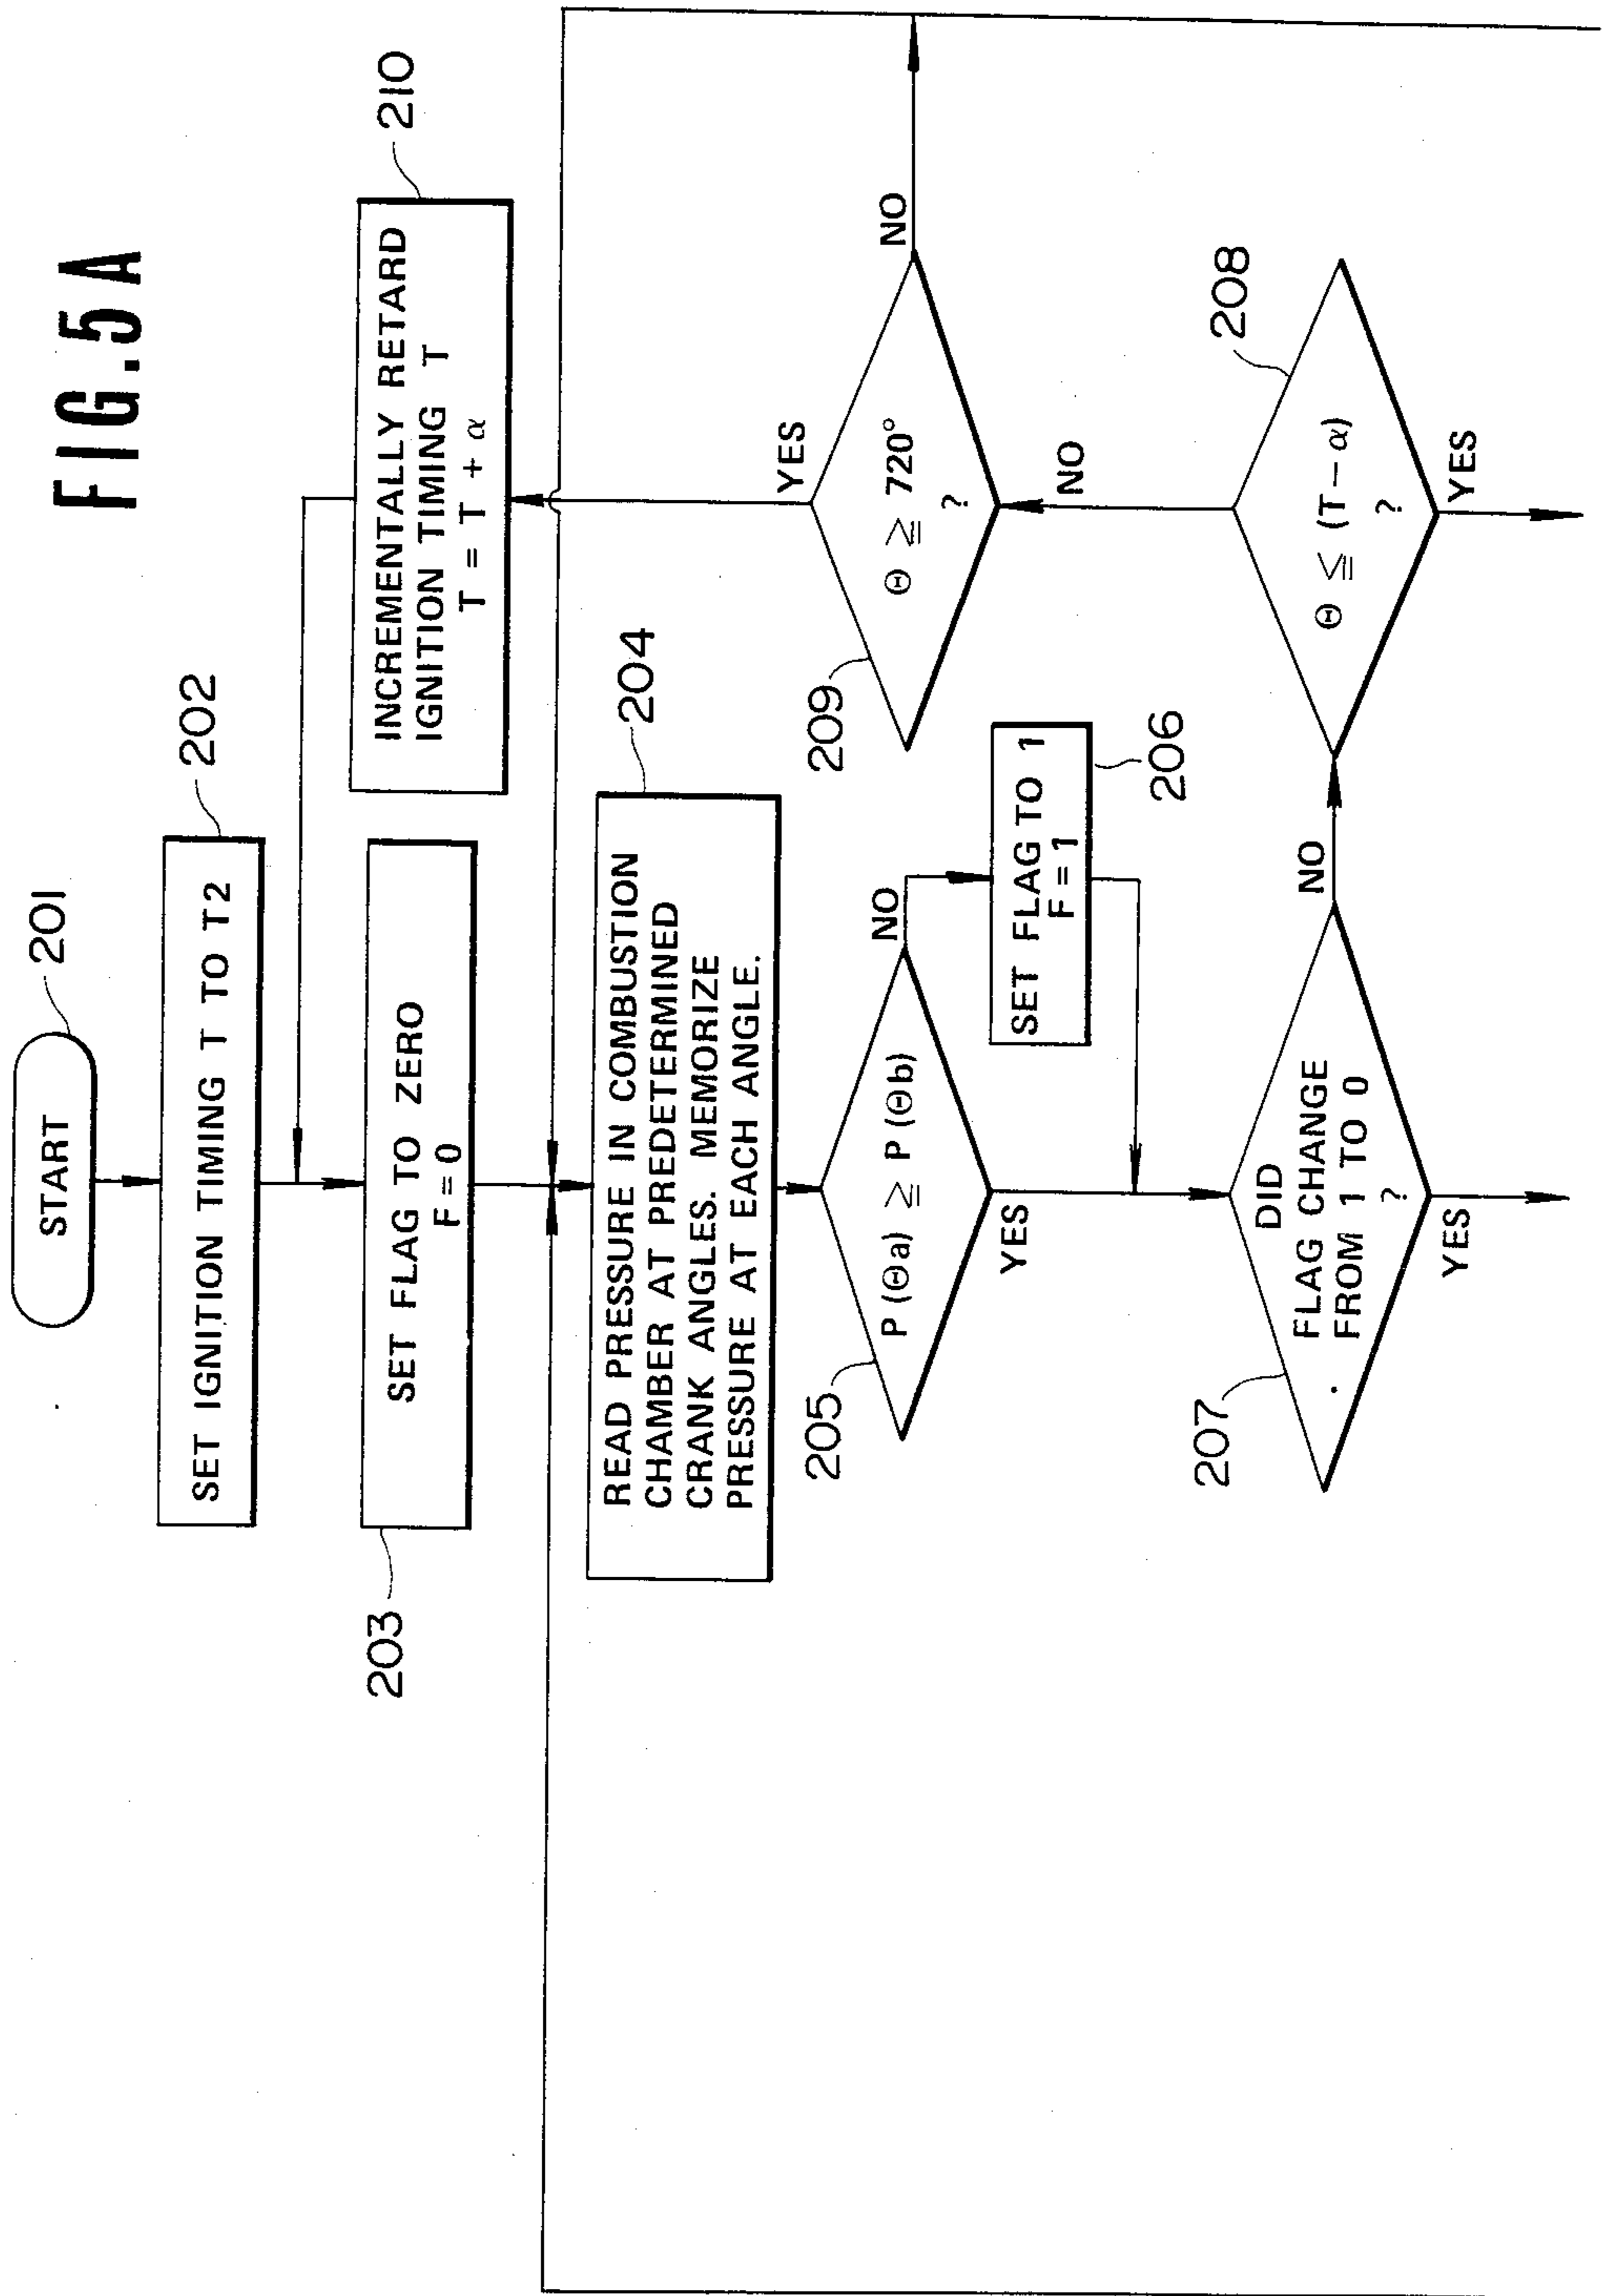 FIG.5A
START
201
SET IGNITION TIMING T TO T2
202
SET FLAG TO ZERO
F=0
203
INCREMENTALLY RETARD
IGNITION TIMING T
T = T + α
210
READ PRESSURE IN COMBUSTION
CHAMBER AT PREDETERMINED
CRANK ANGLES. MEMORIZE
PRESSURE AT EACH ANGLE.
204
P (Θa) ≧ P (Θb)
205
NO
YES
SET FLAG TO 1
F=1
206
DID
FLAG CHANGE
FROM 1 TO 0
?
207
NO
YES
Θ ≦ (T-α)
?
208
NO
YES
Θ ≧ 720°
?
209
YES
NO